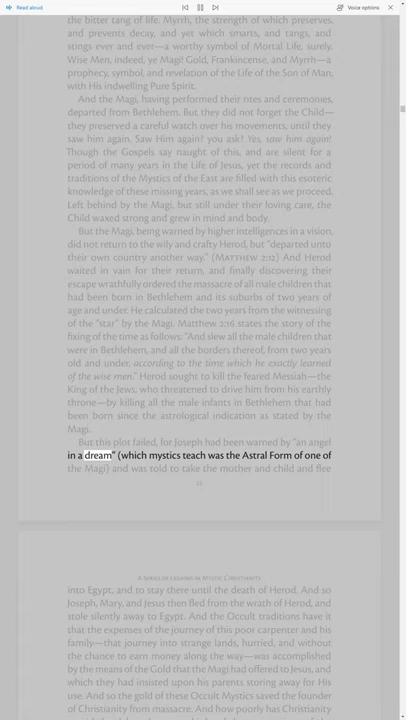 Read aloud
Voice options
the bitter tang of life. Myrrh, the strength of which preserves,
and prevents decay, and yet which smarts, and tangs, and
stings ever and ever—a worthy symbol of Mortal Life, surely.
Wise Men, indeed, ye Magi! Gold, Frankincense, and Myrrh—a
prophecy, symbol, and revelation of the Life of the Son of Man,
with His indwelling Pure Spirit.
And the Magi, having performed their rites and ceremonies,
departed from Bethlehem. But they did not forget the Child—
they preserved a careful watch over his movements, until they
saw him again. Saw Him again? you ask? Yes, saw him again!
Though the Gospels say naught of this, and are silent for a
period of many years in the Life of Jesus, yet the records and
traditions of the Mystics of the East are filled with this esoteric
knowledge of these missing years, as we shall see as we proceed.
Left behind by the Magi, but still under their loving care, the
Child waxed strong and grew in mind and body.
But the Magi, being warned by higher intelligences in a vision,
did not return to the wily and crafty Herod, but “departed unto
their own country another way.” (Matthew 2:12) And Herod
waited in vain for their return, and finally discovering their
escape wrathfully ordered the massacre of all male children that
had been born in Bethlehem and its suburbs of two years of
age and under. He calculated the two years from the witnessing
of the “star” by the Magi. Matthew 2:16 states the story of the
fixing of the time as follows: “And slew all the male children that
were in Bethlehem, and all the borders thereof, from two years
old and under, according to the time which he exactly learned
of the wise men.” Herod sought to kill the feared Messiah—the
King of the Jews, who threatened to drive him from his earthly
throne—by killing all the male infants in Bethlehem that had
been born since the astrological indication as stated by the
Magi.
But this plot failed, for Joseph had been warned by “an angel
in a dream” (which mystics teach was the Astral Form of one of
the Magi) and was told to take the mother and child and flee
A Series of Lessons in Mystic Christianity
into Egypt, and to stay there until the death of Herod. And so
Joseph, Mary, and Jesus then fled from the wrath of Herod, and
stole silently away to Egypt. And the Occult traditions have it
that the expenses of the journey of this poor carpenter and his
family—that journey into strange lands, hurried, and without
the chance to earn money along the way—was accomplished
by the means of the Gold that the Magi had offered to Jesus, and
which they had insisted upon his parents storing away for His
use. And so the gold of these Occult Mystics saved the founder
of Christianity from massacre. And how poorly has Christianity